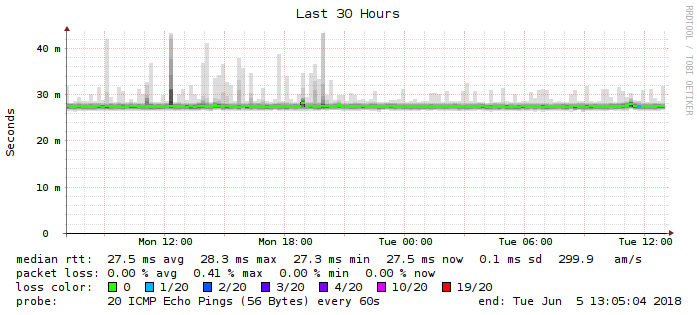 Last 30 Hours
RRDTOOL / TOBI OETIKER
Seconds
40 m
30 m
20 m
10 m
0
Mon 12:00 Mon 18:00 Tue 00:00 Tue 06:00 Tue 12:00
median rtt: 27.5 ms avg 28.3 ms max 27.3 ms min 27.5 ms now 0.1 ms sd 299.9 am/s
packet loss: 0.00 % avg 0.41 % max 0.00 % min 0.00 % now
loss color: 0 1/20 2/20 3/20 4/20 10/20 19/20
probe: 20 ICMP Echo Pings (56 Bytes) every 60s end: Tue Jun 5 13:05:04 2018